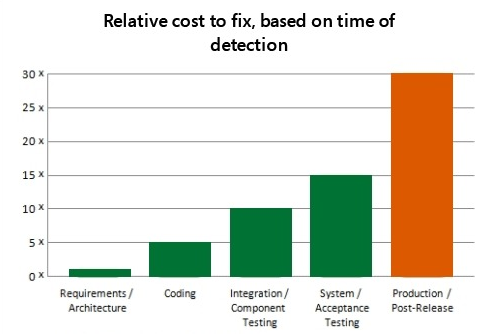 Relative cost to fix, based on time of
detection
30 x
25 x
20 x
15 x
10 x
5 x
0 x
Requirements /
Architecture
Coding
Integration /
Component
Testing
System /
Acceptance
Testing
Production /
Post-Release